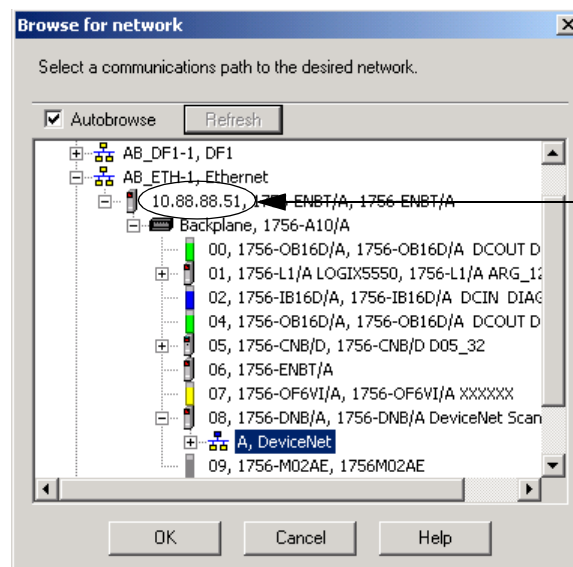 Browse for network
Select a communications path to the desired network.
Autobrowse
Refresh
AB_DF1-1, DF1
AB_ETH-1, Ethernet
10.88.88.51, 1756-ENBT/A, 1756-ENBT/A
Backplane, 1756-A10/A
00, 1756-OB16D/A, 1756-OB16D/A DCOUT D
01, 1756-L1/A LOGIX5550, 1756-L1/A ARG_12
02, 1756-IB16D/A, 1756-IB16D/A DCIN DIAG
04, 1756-OB16D/A, 1756-OB16D/A DCOUT D
05, 1756-CNB/D, 1756-CNB/D D05_32
06, 1756-ENBT/A
07, 1756-OF6VI/A, 1756-OF6VI/A XXXXXX
08, 1756-DNB/A, 1756-DNB/A DeviceNet Scan
A, DeviceNet
09, 1756-M02AE, 1756M02AE
OK
Cancel
Help